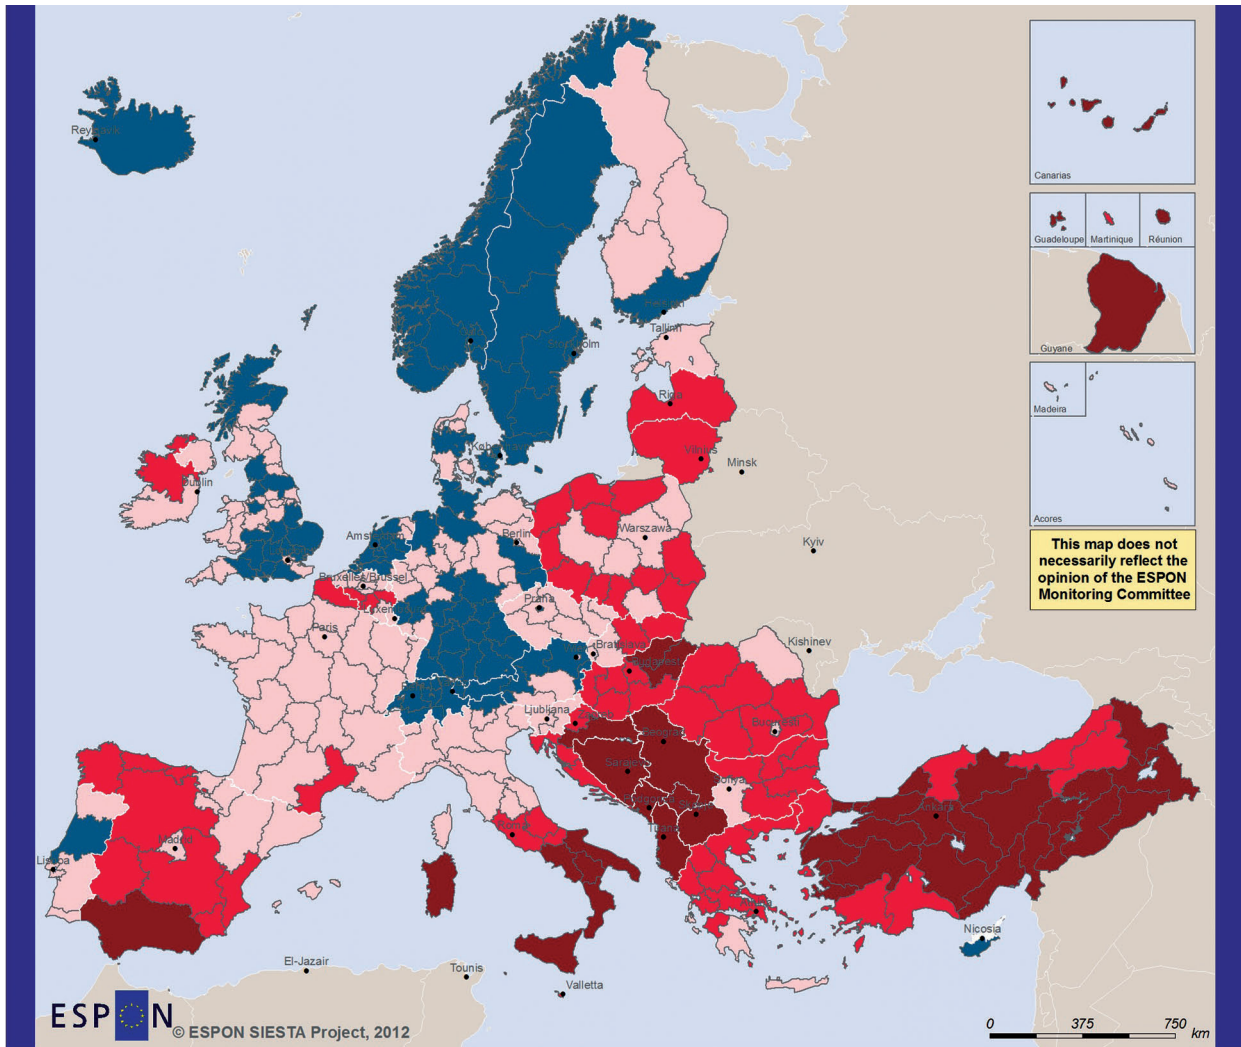 Reykjavik
Canarias
Guadeloupe
Martinique
Réunion
Guyane
Madeira
Acores
This map does not
necessarily reflect the
opinion of the ESPON
Monitoring Committee
Oslo
Stockholm
Helsinki
Tallinn
Riga
Vilnius
Minsk
Dublin
London
Amsterdam
Berlin
Warszawa
Kyiv
Bruxelles/Brussel
Luxembourg
Praha
Paris
Bratislava
Budapest
Kishinev
Ljubljana
Zagreb
Beograd
Bucuresti
Sarajevo
Sofiya
Skopje
Tirana
Roma
Madrid
Lisboa
Ankara
Athina
Nicosia
El-Jazair
Tounis
Valletta
ESPON
© ESPON SIESTA Project, 2012
0 375 750
km